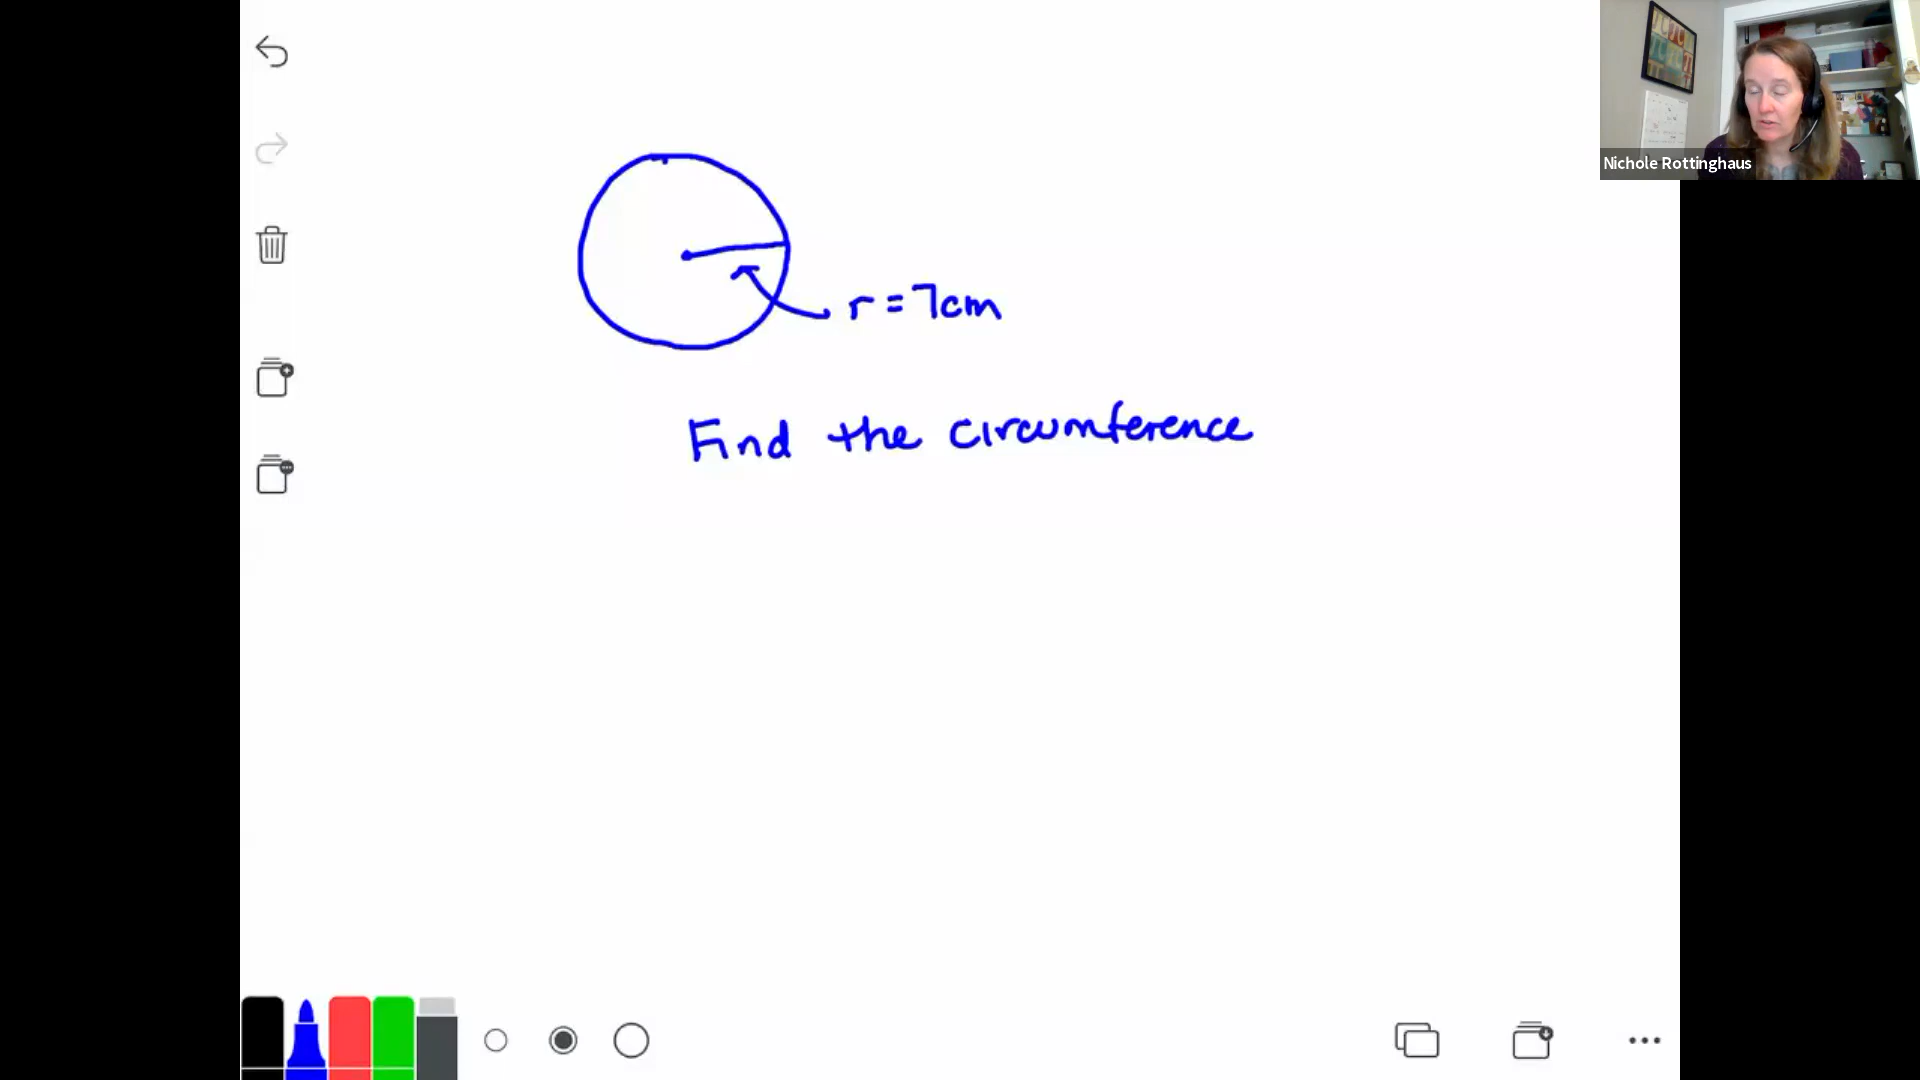 Nichole Rottinghaus
r = 7cm
Find the circumference